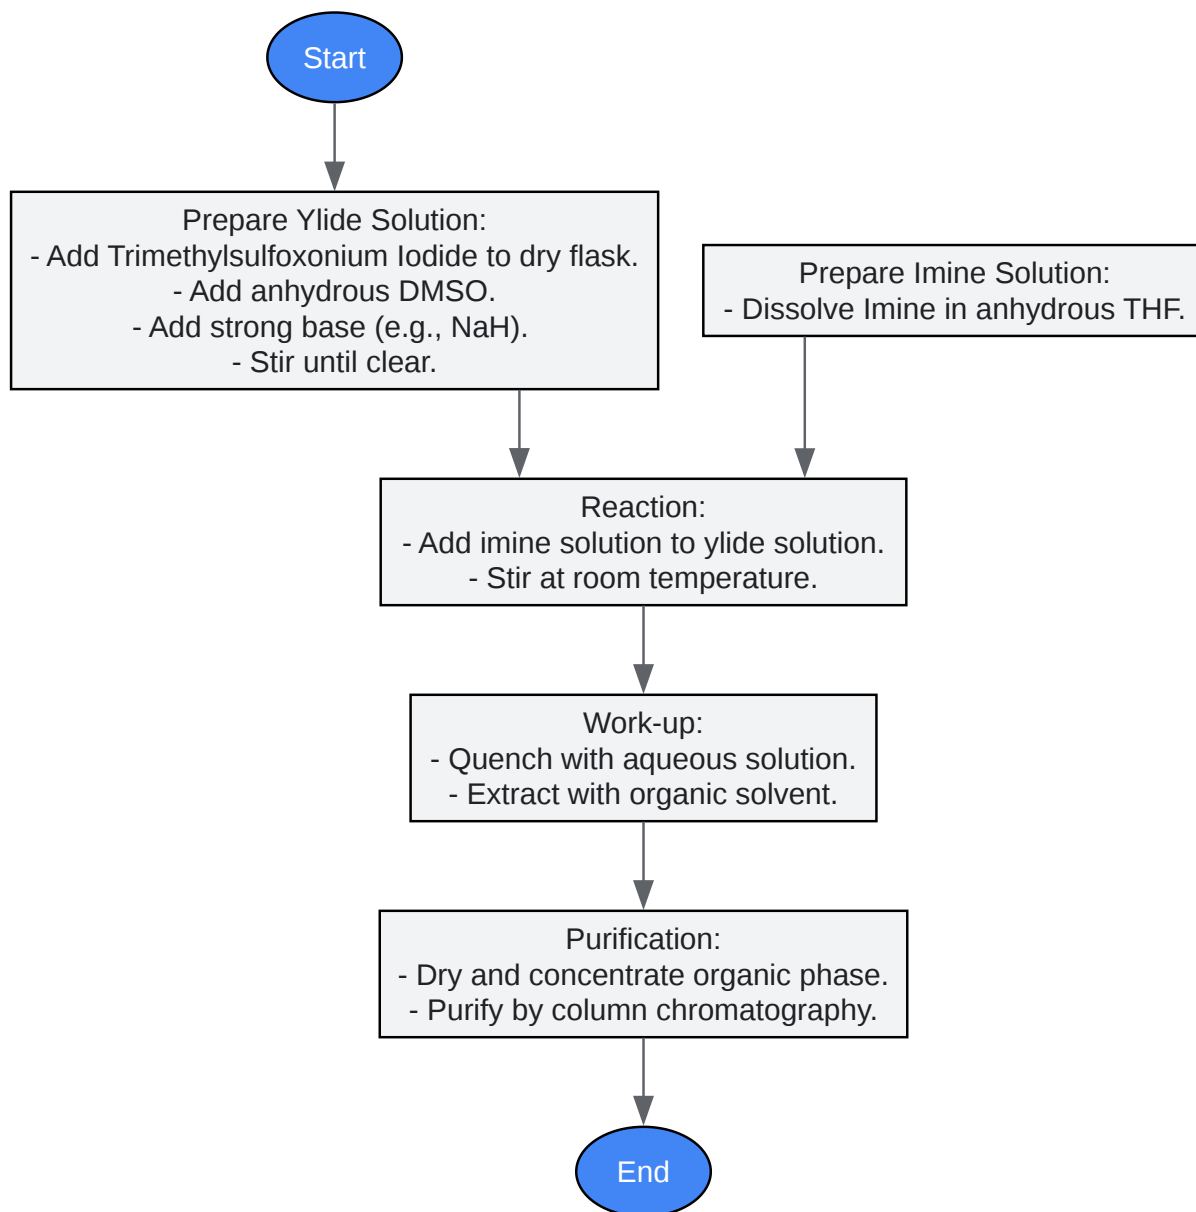 Start
Prepare Ylide Solution:
- Add Trimethylsulfoxonium Iodide to dry flask.
- Add anhydrous DMSO.
- Add strong base (e.g., NaH).
- Stir until clear.
Prepare Imine Solution:
- Dissolve Imine in anhydrous THF.
Reaction:
- Add imine solution to ylide solution.
- Stir at room temperature.
Work-up:
- Quench with aqueous solution.
- Extract with organic solvent.
Purification:
- Dry and concentrate organic phase.
- Purify by column chromatography.
End